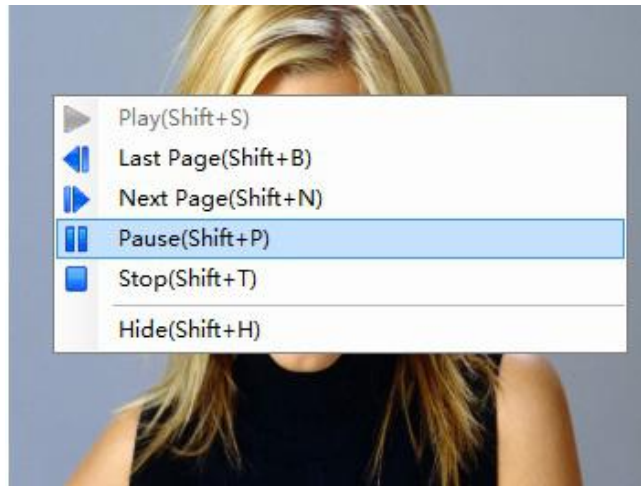 Play(Shift+S)
Last Page(Shift+B)
Next Page(Shift+N)
Pause(Shift+P)
Stop(Shift+T)
Hide(Shift+H)